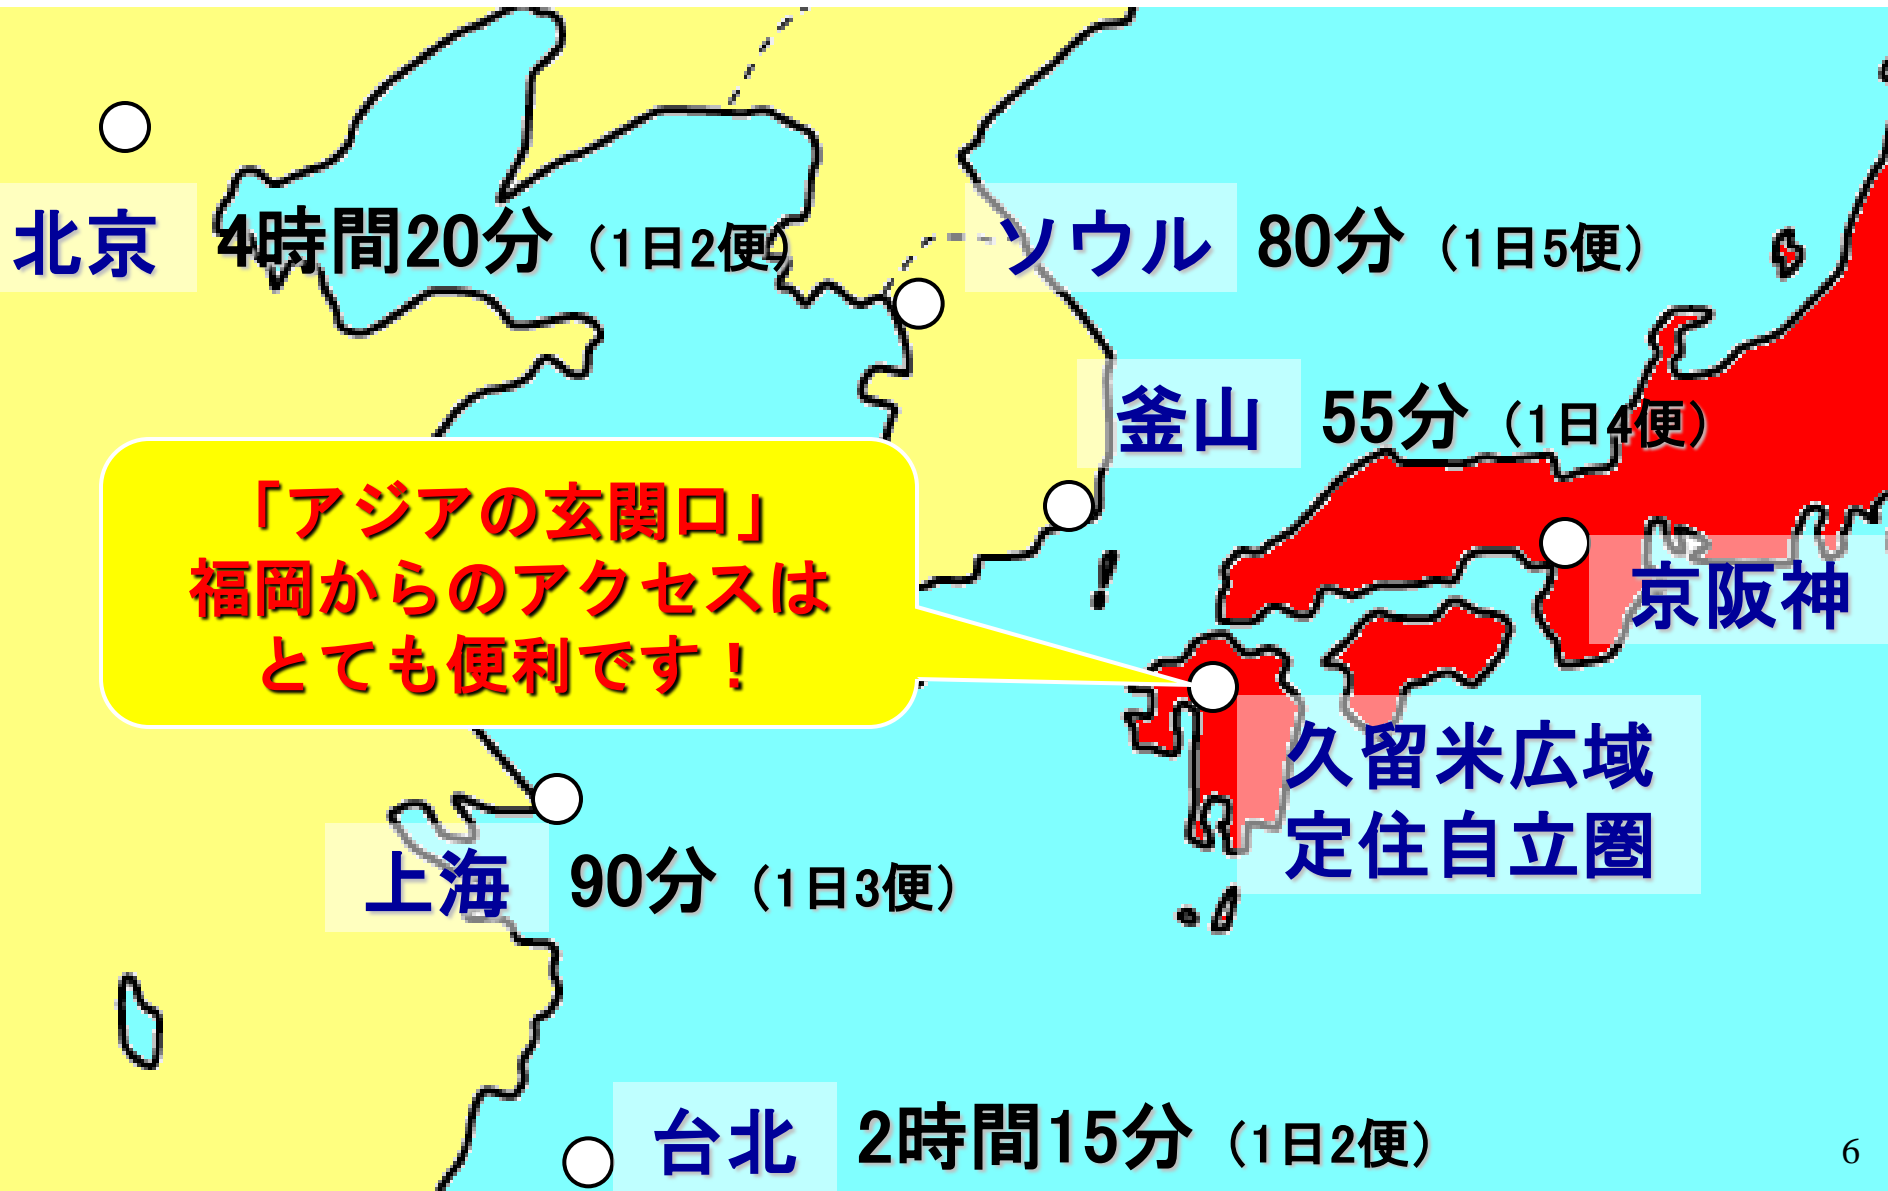 北京 4時間20分（1日2便）
ソウル 80分（1日5便）
釜山 55分（1日4便）
「アジアの玄関口」
福岡からのアクセスは
とても便利です！
京阪神
久留米広域
定住自立圏
上海 90分（1日3便）
台北 2時間15分（1日2便）
6